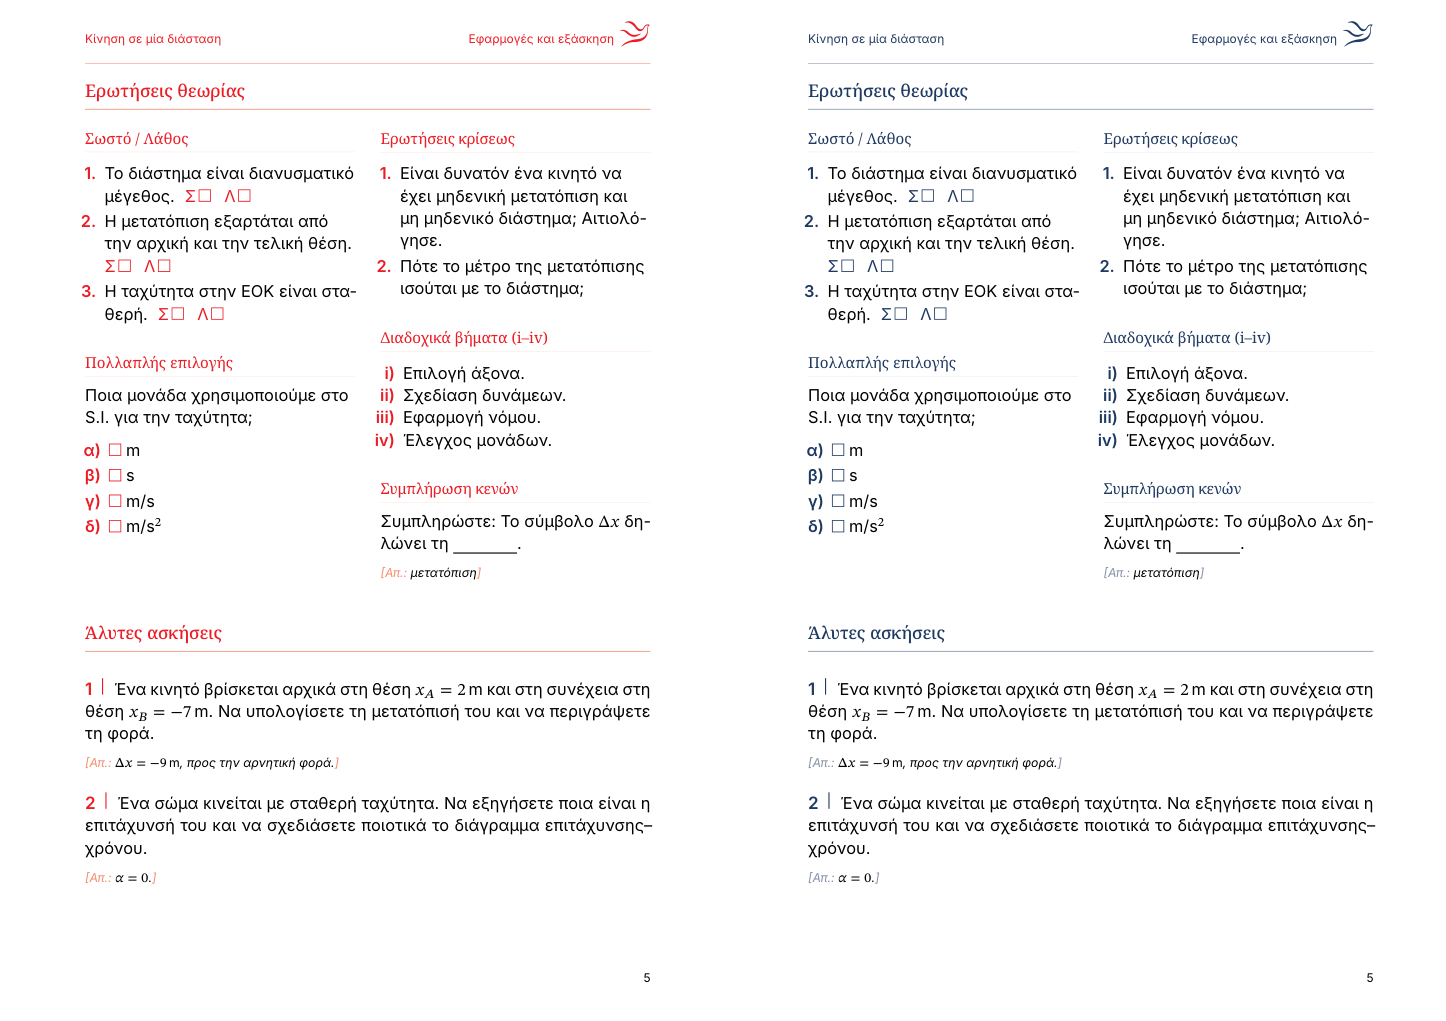 Κίνηση σε μία διάσταση
Εφαρμογές και εξάσκηση
Ερωτήσεις θεωρίας
Σωστό / Λάθος
1. Το διάστημα είναι διανυσματικό
μέγεθος. Σ☐ Λ☐
2. Η μετατόπιση εξαρτάται από
την αρχική και την τελική θέση.
Σ☐ Λ☐
3. Η ταχύτητα στην ΕΟΚ είναι στα-
θερή. Σ☐ Λ☐
Πολλαπλής επιλογής
Ποια μονάδα χρησιμοποιούμε στο
S.I. για την ταχύτητα;
α) ☐ m
β) ☐ s
γ) ☐ m/s
δ) ☐ m/s²
Ερωτήσεις κρίσεως
1. Είναι δυνατόν ένα κινητό να
έχει μηδενική μετατόπιση και
μη μηδενικό διάστημα; Αιτιολό-
γησε.
2. Πότε το μέτρο της μετατόπισης
ισούται με το διάστημα;
Διαδοχικά βήματα (i–iv)
i) Επιλογή άξονα.
ii) Σχεδίαση δυνάμεων.
iii) Εφαρμογή νόμου.
iv) Έλεγχος μονάδων.
Συμπλήρωση κενών
Συμπληρώστε: Το σύμβολο Δx δη-
λώνει τη ________.
[Απ.: μετατόπιση]
Άλυτες ασκήσεις
1 | Ένα κινητό βρίσκεται αρχικά στη θέση x_A = 2 m και στη συνέχεια στη
θέση x_B = −7 m. Να υπολογίσετε τη μετατόπισή του και να περιγράψετε
τη φορά.
[Απ.: Δx = −9 m, προς την αρνητική φορά.]
2 | Ένα σώμα κινείται με σταθερή ταχύτητα. Να εξηγήσετε ποια είναι η
επιτάχυνσή του και να σχεδιάσετε ποιοτικά το διάγραμμα επιτάχυνσης–
χρόνου.
[Απ.: α = 0.]
5
Κίνηση σε μία διάσταση
Εφαρμογές και εξάσκηση
Ερωτήσεις θεωρίας
Σωστό / Λάθος
1. Το διάστημα είναι διανυσματικό
μέγεθος. Σ☐ Λ☐
2. Η μετατόπιση εξαρτάται από
την αρχική και την τελική θέση.
Σ☐ Λ☐
3. Η ταχύτητα στην ΕΟΚ είναι στα-
θερή. Σ☐ Λ☐
Πολλαπλής επιλογής
Ποια μονάδα χρησιμοποιούμε στο
S.I. για την ταχύτητα;
α) ☐ m
β) ☐ s
γ) ☐ m/s
δ) ☐ m/s²
Ερωτήσεις κρίσεως
1. Είναι δυνατόν ένα κινητό να
έχει μηδενική μετατόπιση και
μη μηδενικό διάστημα; Αιτιολό-
γησε.
2. Πότε το μέτρο της μετατόπισης
ισούται με το διάστημα;
Διαδοχικά βήματα (i–iv)
i) Επιλογή άξονα.
ii) Σχεδίαση δυνάμεων.
iii) Εφαρμογή νόμου.
iv) Έλεγχος μονάδων.
Συμπλήρωση κενών
Συμπληρώστε: Το σύμβολο Δx δη-
λώνει τη ________.
[Απ.: μετατόπιση]
Άλυτες ασκήσεις
1 | Ένα κινητό βρίσκεται αρχικά στη θέση x_A = 2 m και στη συνέχεια στη
θέση x_B = −7 m. Να υπολογίσετε τη μετατόπισή του και να περιγράψετε
τη φορά.
[Απ.: Δx = −9 m, προς την αρνητική φορά.]
2 | Ένα σώμα κινείται με σταθερή ταχύτητα. Να εξηγήσετε ποια είναι η
επιτάχυνσή του και να σχεδιάσετε ποιοτικά το διάγραμμα επιτάχυνσης–
χρόνου.
[Απ.: α = 0.]
5